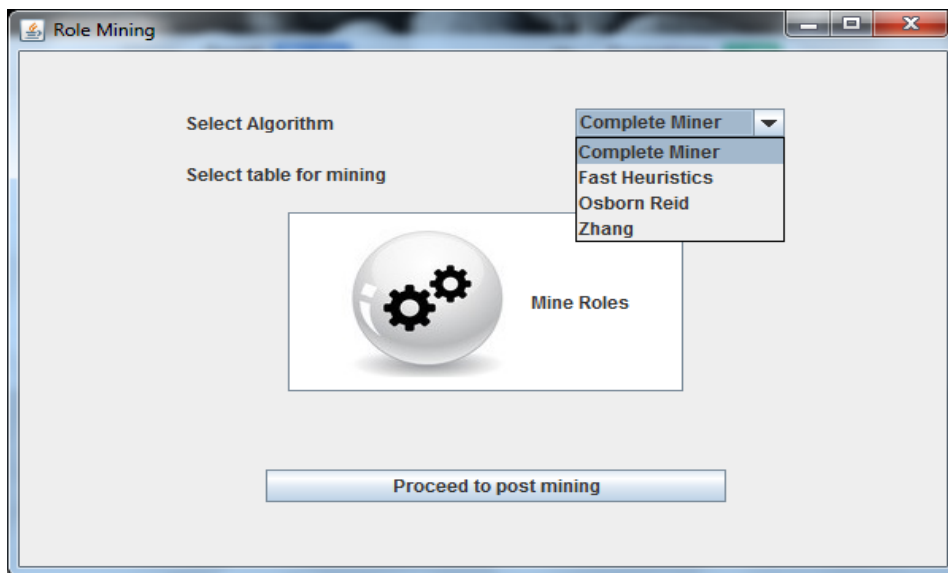 Role Mining
Select Algorithm
Complete Miner
Complete Miner
Select table for mining
Fast Heuristics
Osborn Reid
Zhang
Mine Roles
Proceed to post mining